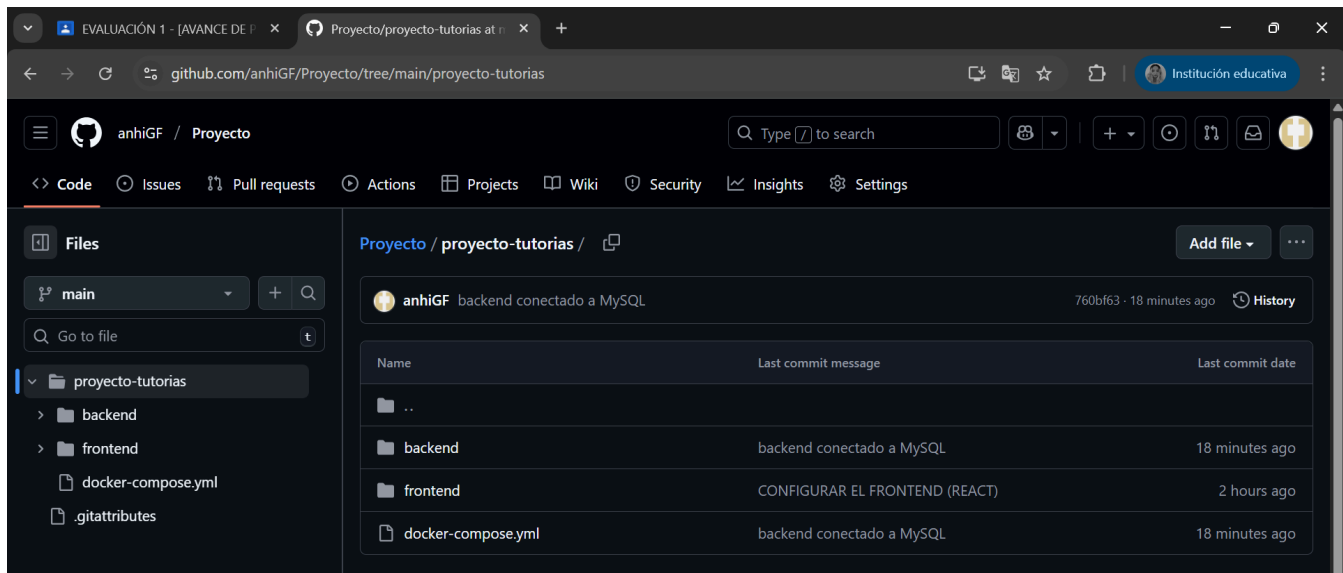 EVALUACIÓN 1 - [AVANCE DE P
Proyecto/proyecto-tutorias at n
github.com/anhiGF/Proyecto/tree/main/proyecto-tutorias
Institución educativa
anhiGF / Proyecto
Type / to search
Code Issues Pull requests Actions Projects Wiki Security Insights Settings
Files
Proyecto / proyecto-tutorias /
Add file
main
anhiGF backend conectado a MySQL
760bf63 · 18 minutes ago History
Go to file t
Name Last commit message Last commit date
proyecto-tutorias
..
backend
backend backend conectado a MySQL 18 minutes ago
frontend
frontend CONFIGURAR EL FRONTEND (REACT) 2 hours ago
docker-compose.yml
.gitattributes
docker-compose.yml backend conectado a MySQL 18 minutes ago